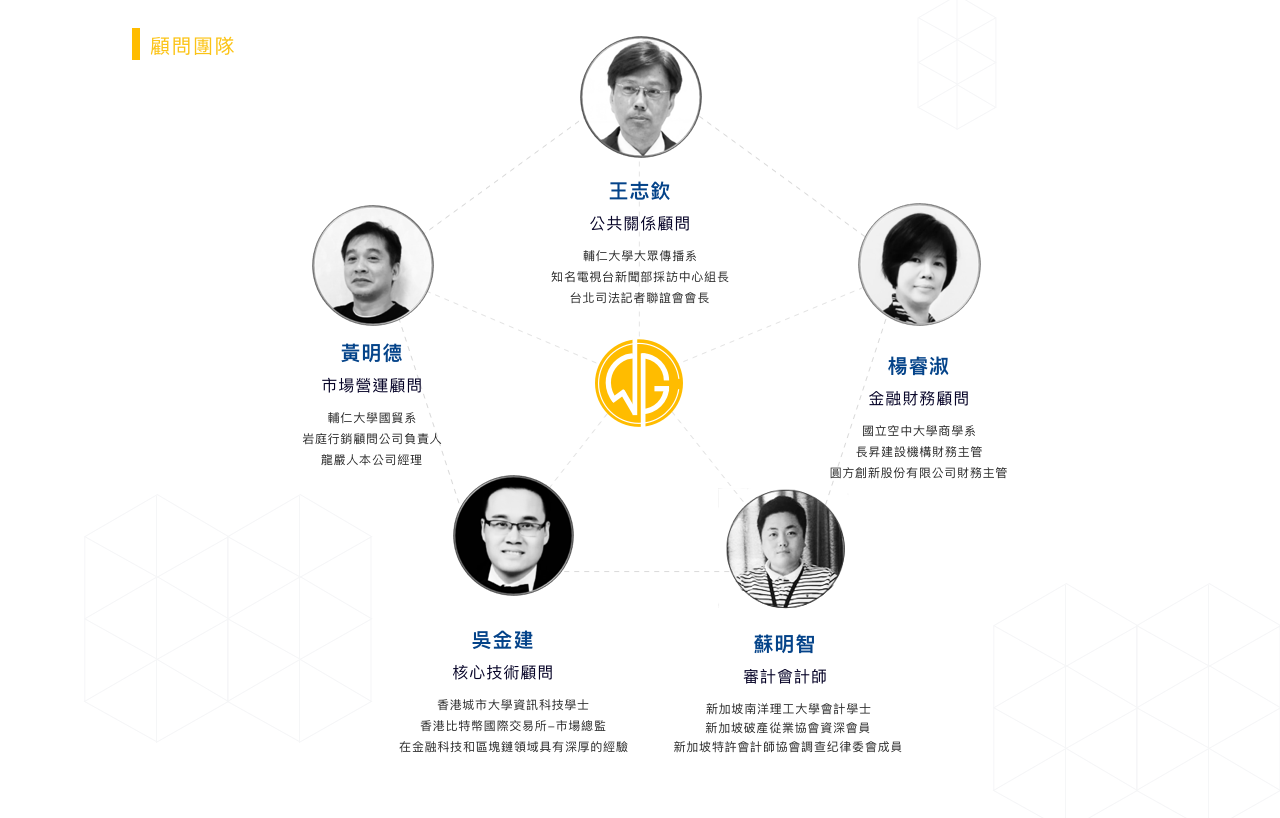 顧問團隊
王志欽
公共關係顧問
輔仁大學大眾傳播系
知名電視台新聞部採訪中心組長
台北司法記者聯誼會會長
黃明德
市場營運顧問
輔仁大學國貿系
岩庭行銷顧問公司負責人
龍嚴人本公司經理
楊睿淑
金融財務顧問
國立空中大學商學系
長昇建設機構財務主管
圓方創新股份有限公司財務主管
WG
吳金建
核心技術顧問
香港城市大學資訊科技學士
香港比特幣國際交易所–市場總監
在金融科技和區塊鏈領域具有深厚的經驗
蘇明智
審計會計師
新加坡南洋理工大學會計學士
新加坡破產從業協會資深會員
新加坡特許會計師協會調查纪律委會成員